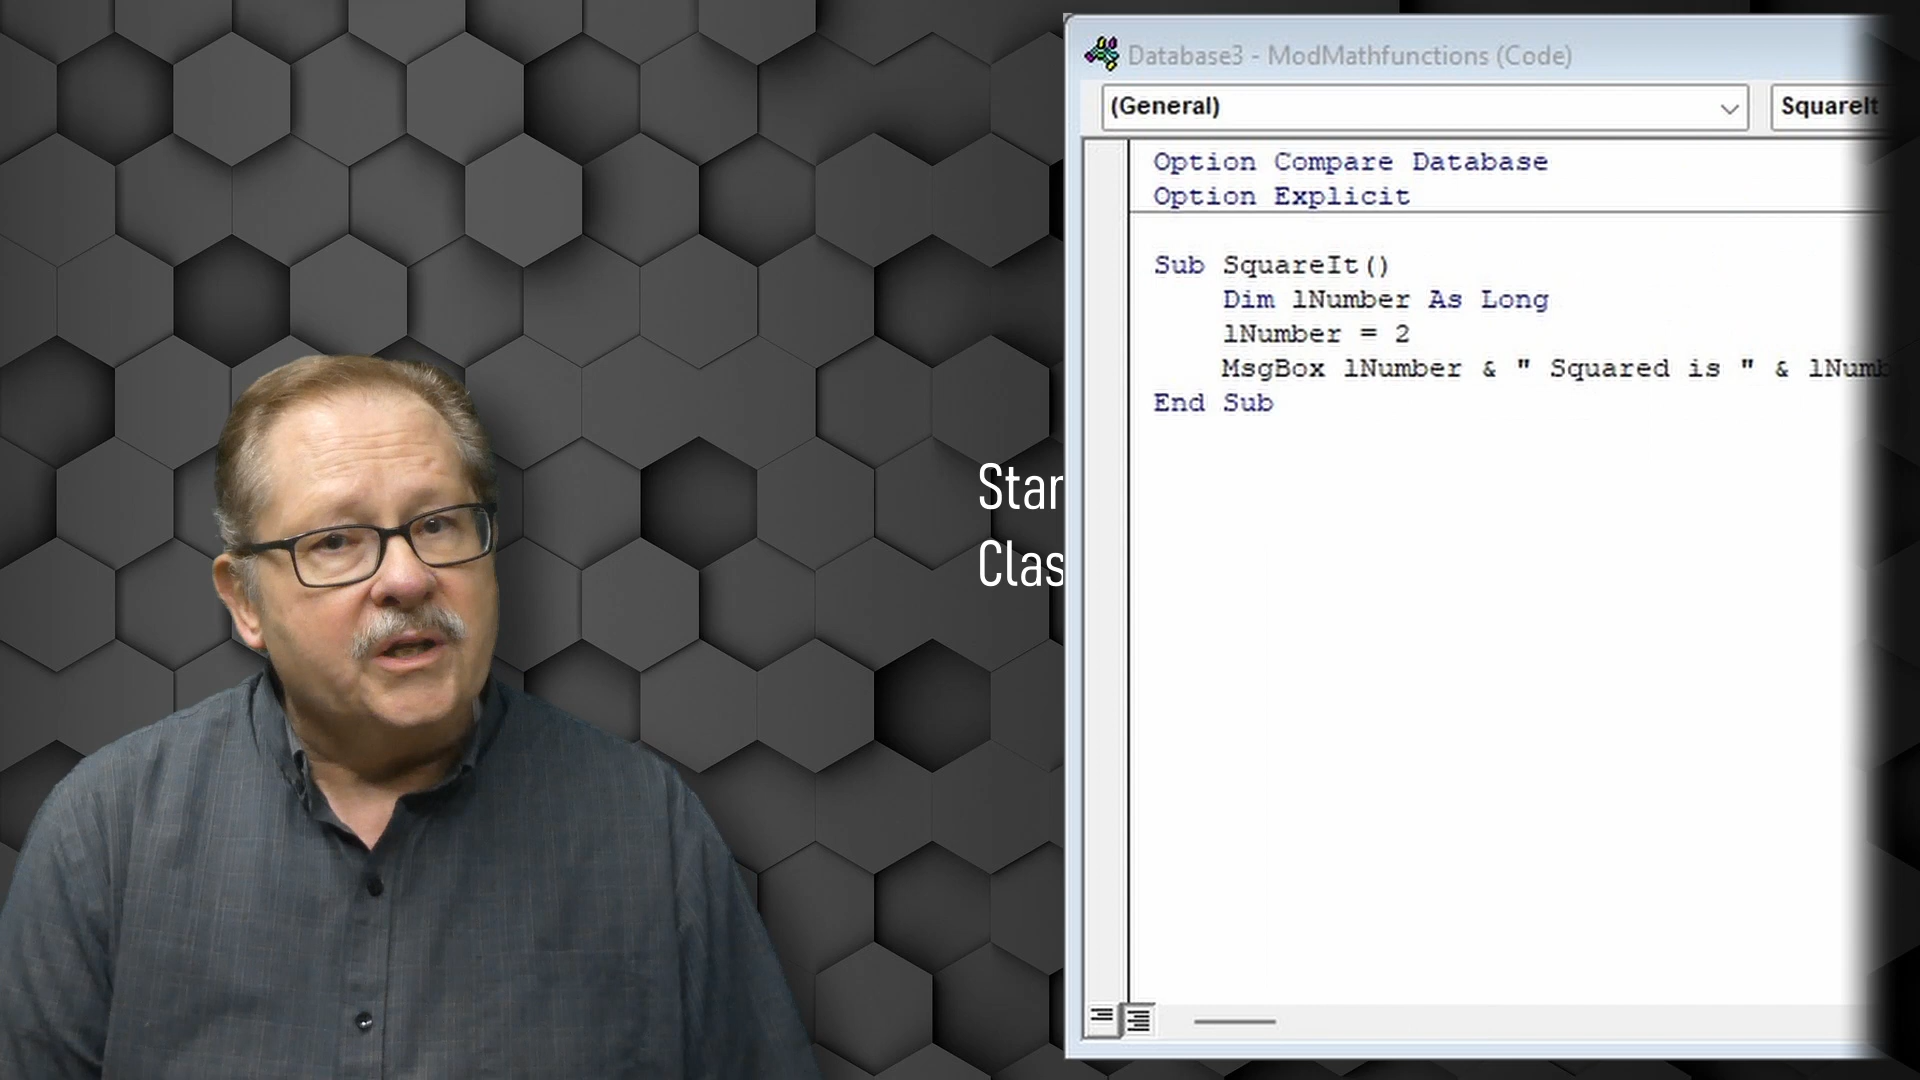 Database3 - ModMathfunctions (Code)
(General)
SquareIt
Option Compare Database
Option Explicit
Sub SquareIt()
Dim lNumber As Long
lNumber = 2
MsgBox lNumber & " Squared is " & lNumb
End Sub
Star
Clas